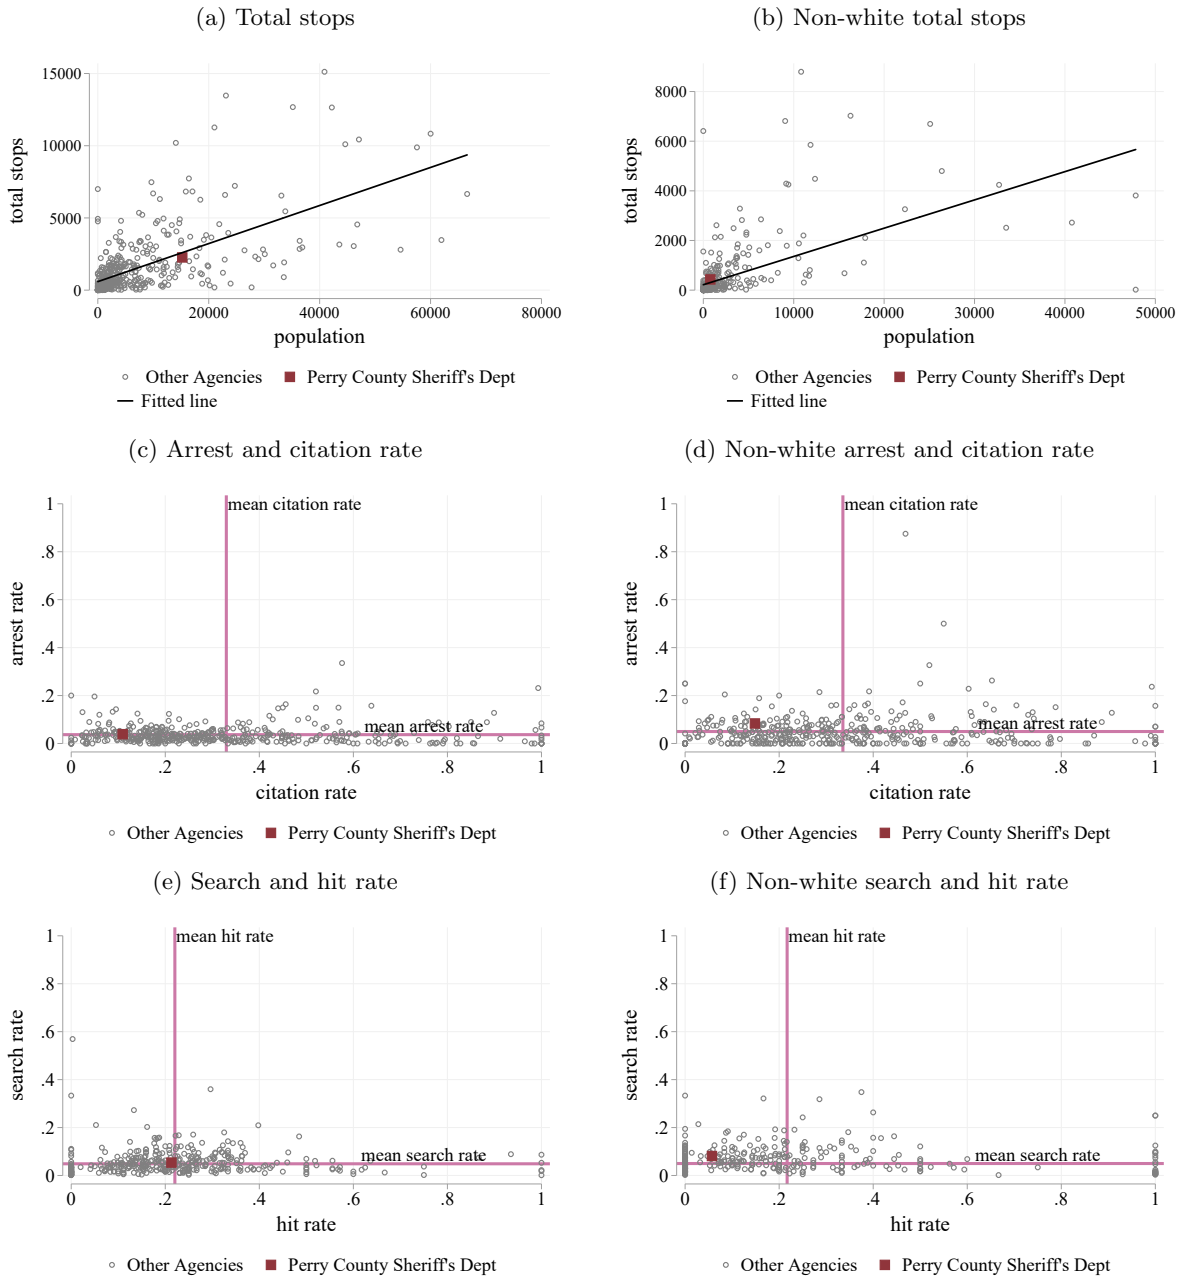 (a) Total stops
(b) Non-white total stops
15000
10000
5000
0
total stops
0 20000 40000 60000 80000
population
Other Agencies Perry County Sheriff's Dept
Fitted line
8000
6000
4000
2000
0
total stops
0 10000 20000 30000 40000 50000
population
Other Agencies Perry County Sheriff's Dept
Fitted line
(c) Arrest and citation rate
(d) Non-white arrest and citation rate
1
.8
.6
.4
.2
0
arrest rate
mean citation rate
mean arrest rate
0 .2 .4 .6 .8 1
citation rate
Other Agencies Perry County Sheriff's Dept
1
.8
.6
.4
.2
0
arrest rate
mean citation rate
mean arrest rate
0 .2 .4 .6 .8 1
citation rate
Other Agencies Perry County Sheriff's Dept
(e) Search and hit rate
(f) Non-white search and hit rate
1
.8
.6
.4
.2
0
search rate
mean hit rate
mean search rate
0 .2 .4 .6 .8 1
hit rate
Other Agencies Perry County Sheriff's Dept
1
.8
.6
.4
.2
0
search rate
mean hit rate
mean search rate
0 .2 .4 .6 .8 1
hit rate
Other Agencies Perry County Sheriff's Dept